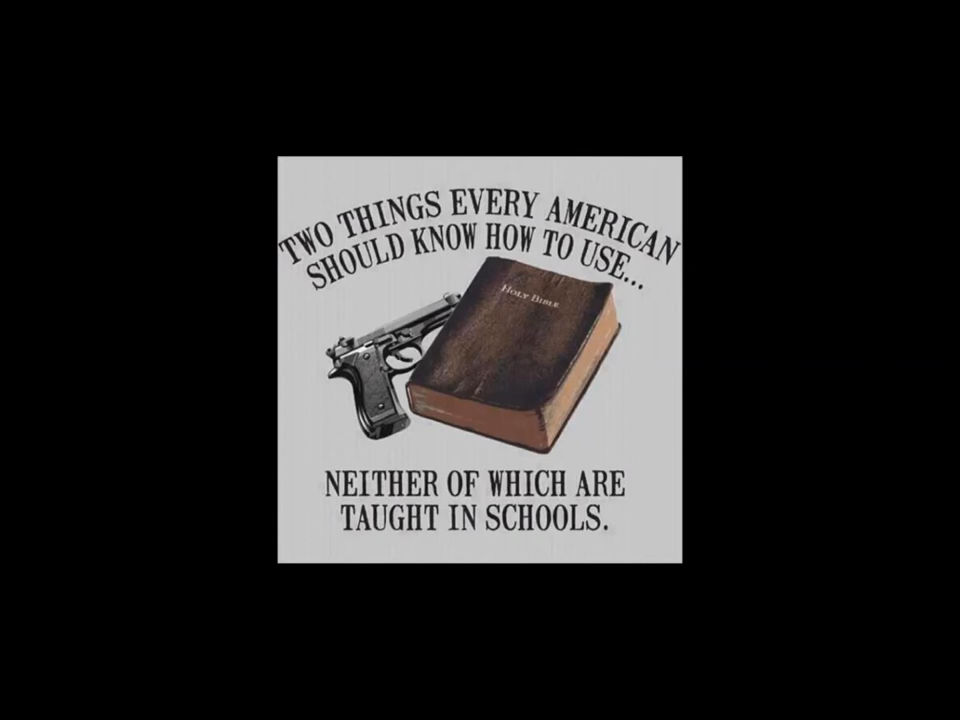 TWO THINGS EVERY AMERICAN
SHOULD KNOW HOW TO USE...
HOLY BIBLE
NEITHER OF WHICH ARE
TAUGHT IN SCHOOLS.